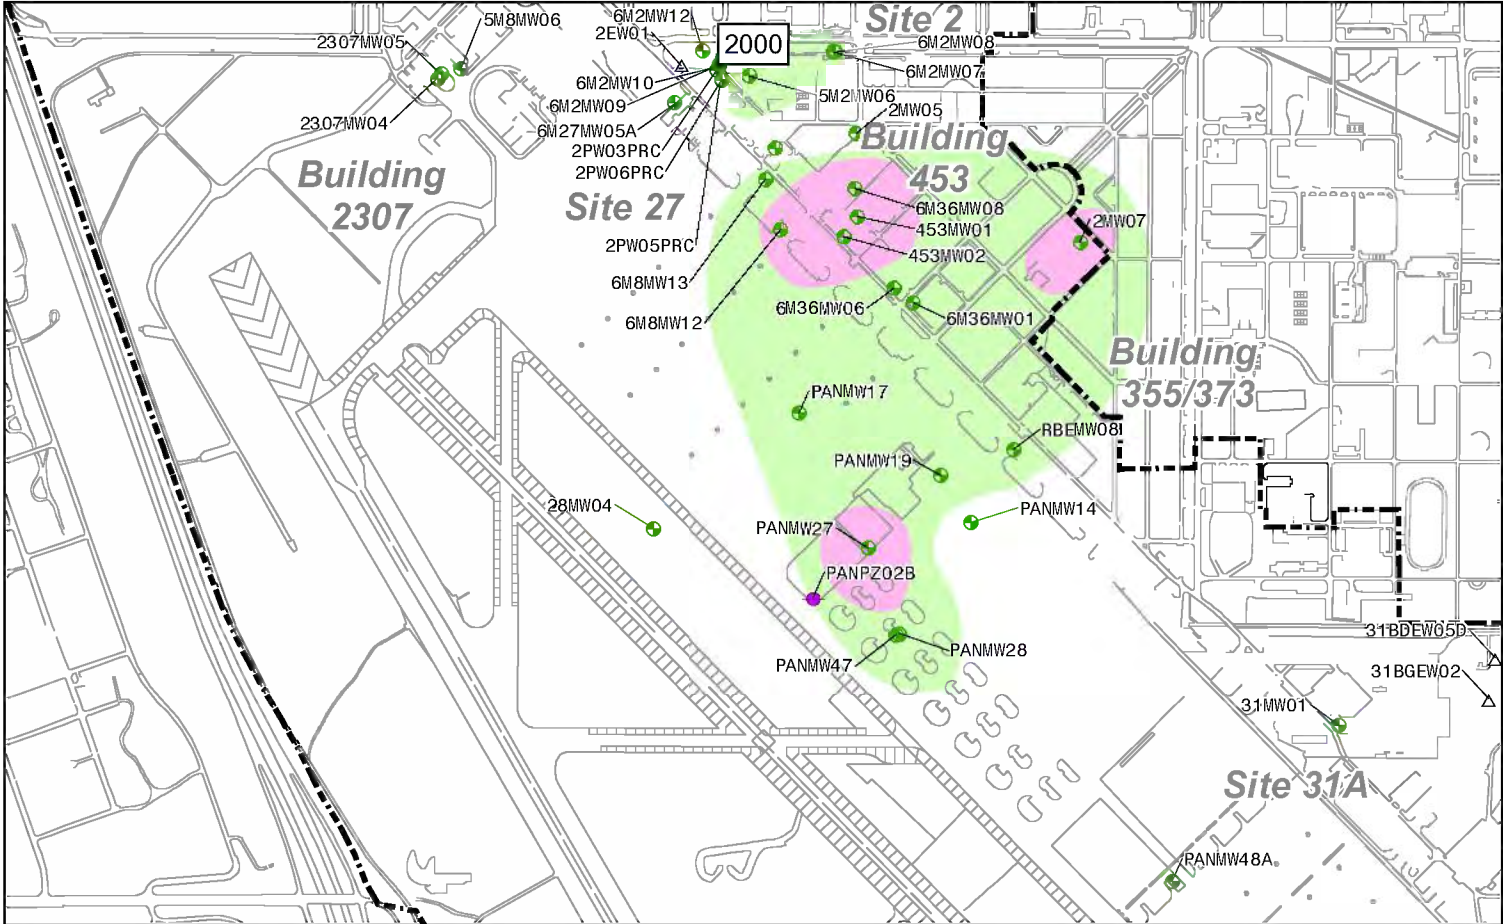 5M8MW06
6M2MW12
Site 2
2307MW05
2EW01
2000
6M2MW08
6M2MW10
6M2MW07
6M2MW09
5M2MW06
2307MW04
6M27MW05A
2MW05
2PW03PRC
Building
453
Building
2307
2PW06PRC
Site 27
6M36MW08
2MW07
453MW01
2PW05PRC
453MW02
6M8MW13
6M36MW06
6M8MW12
6M36MW01
Building
355/373
PANMW17
RBEMW08
PANMW19
28MW04
PANMW14
PANMW27
PANPZ02B
31BDEW05D
PANMW28
PANMW47
31BGEW02
31MW01
Site 31A
PANMW48A